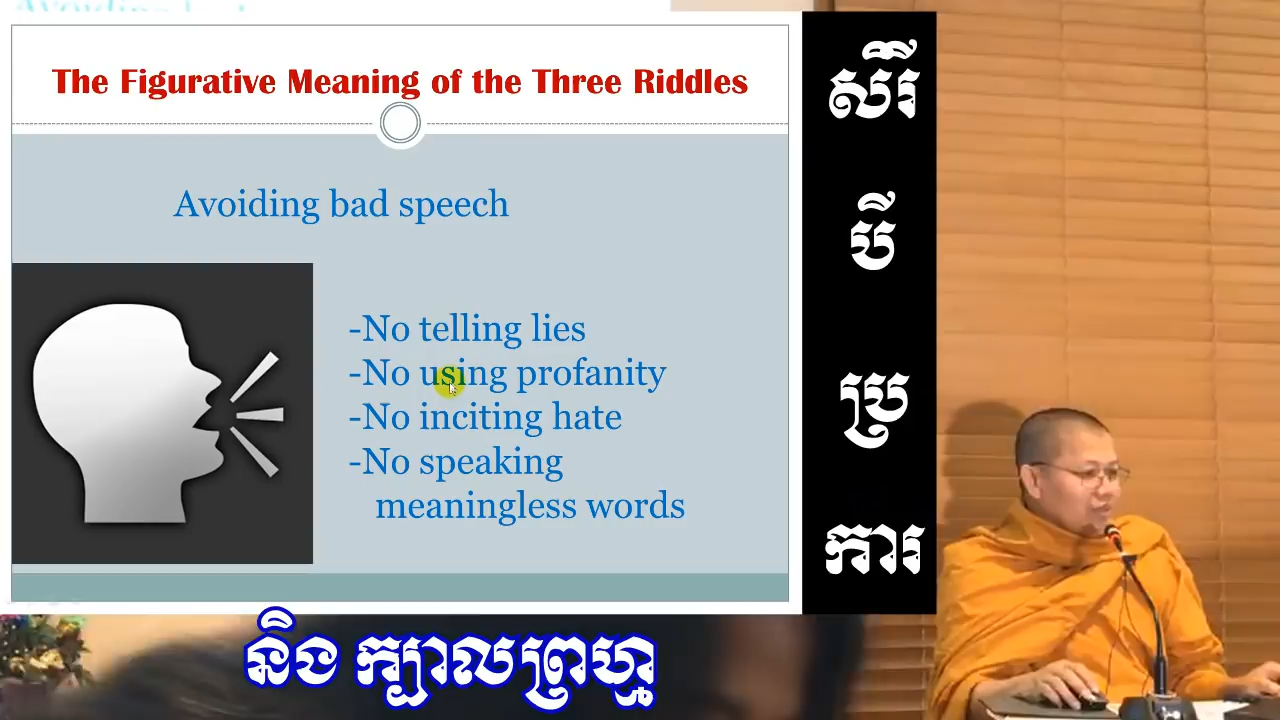 The Figurative Meaning of the Three Riddles
Avoiding bad speech
-No telling lies
-No using profanity
-No inciting hate
-No speaking
meaningless words
សិរី
បី
ប្រ
ការ
និង ក្បាលព្រហ្ម